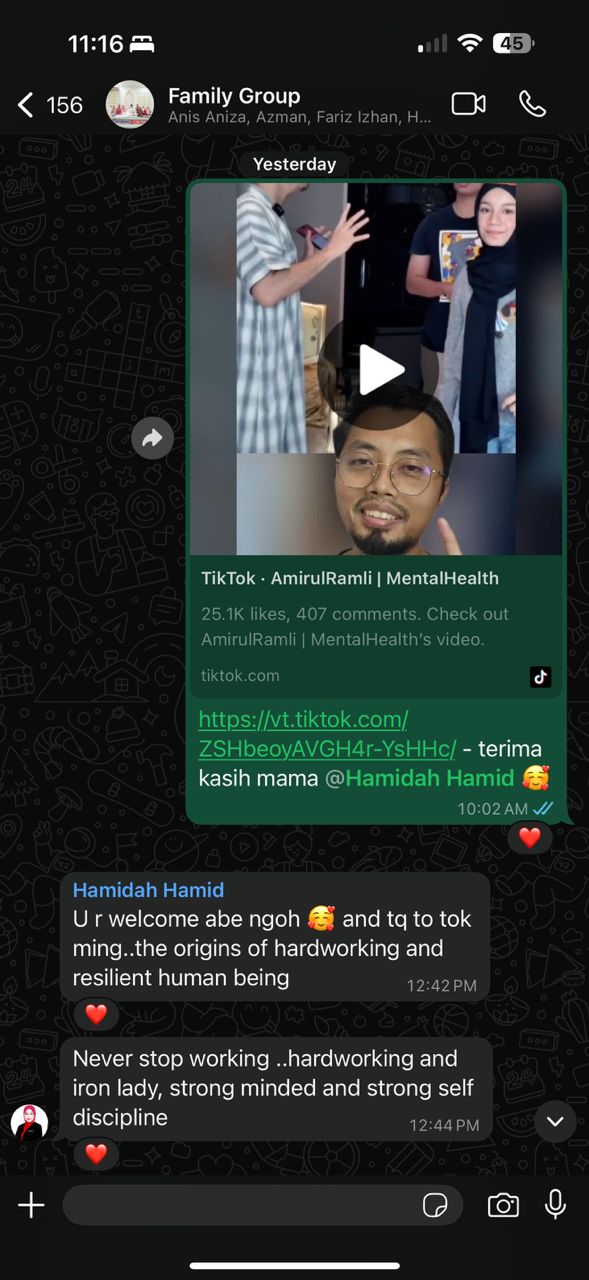 11:16
45
156
Family Group
Anis Aniza, Azman, Fariz Izhan, H...
Yesterday
TikTok · AmirulRamli | MentalHealth
25.1K likes, 407 comments. Check out
AmirulRamli | MentalHealth's video.
tiktok.com
https://vt.tiktok.com/
ZSHbeoyAVGH4r-YsHHc/ - terima
kasih mama @Hamidah Hamid 🥰
10:02 AM
Hamidah Hamid
U r welcome abe ngoh 🥰 and tq to tok
ming..the origins of hardworking and
resilient human being
12:42 PM
Never stop working ..hardworking and
iron lady, strong minded and strong self
discipline
12:44 PM